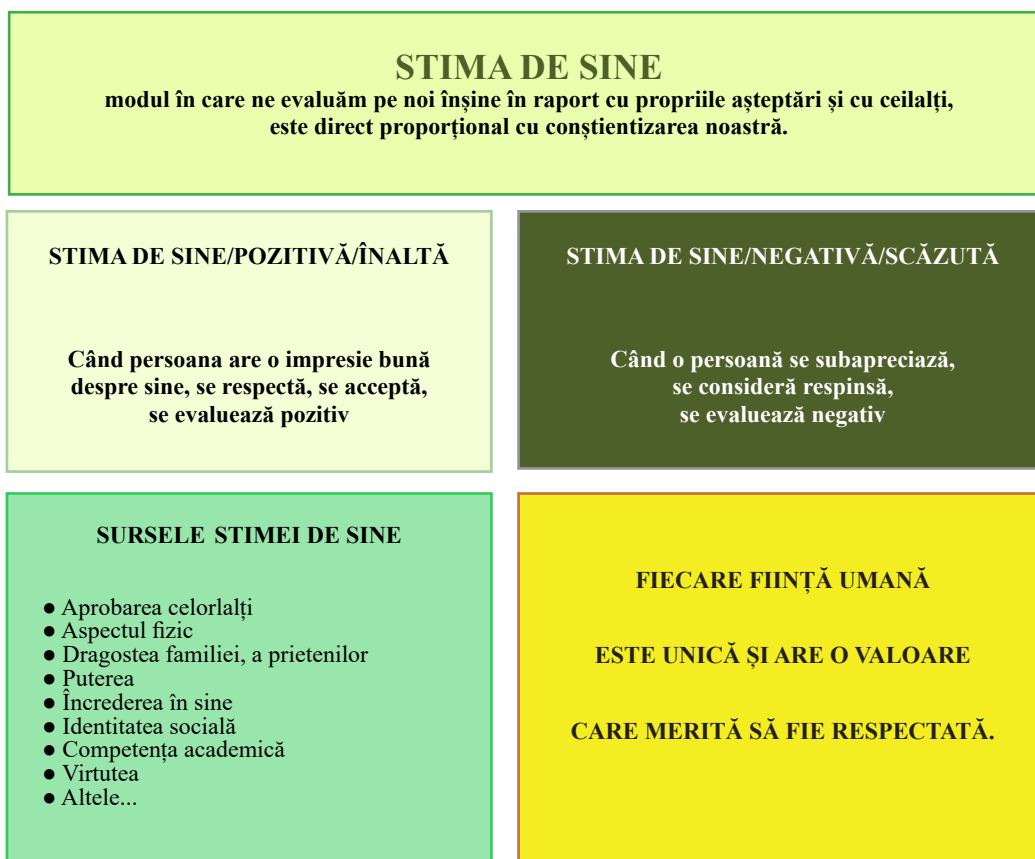 STIMA DE SINE
modul în care ne evaluăm pe noi înșine în raport cu propriile așteptări și cu ceilalți,
este direct proporțional cu conștientizarea noastră.
STIMA DE SINE/POZITIVĂ/ÎNALTĂ
Când persoana are o impresie bună
despre sine, se respectă, se acceptă,
se evaluează pozitiv
STIMA DE SINE/NEGATIVĂ/SCĂZUTĂ
Când o persoană se subapreciază,
se consideră respinsă,
se evaluează negativ
SURSELE STIMEI DE SINE
● Aprobarea celorlalți
● Aspectul fizic
● Dragostea familiei, a prietenilor
● Puterea
● Încrederea în sine
● Identitatea socială
● Competența academică
● Virtutea
● Altele...
FIECARE FIINȚĂ UMANĂ
ESTE UNICĂ ȘI ARE O VALOARE
CARE MERITĂ SĂ FIE RESPECTATĂ.